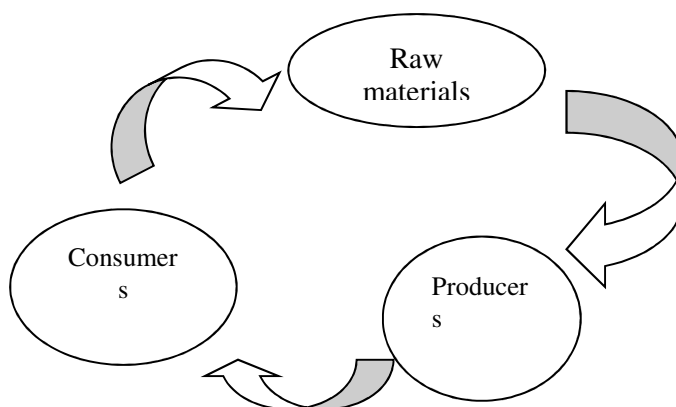 Raw
materials
Consumer
s
Producer
s